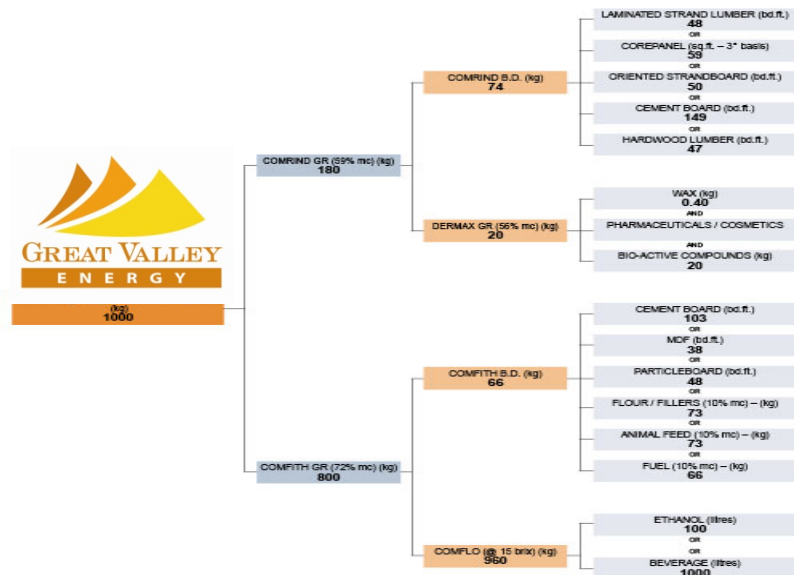 GREAT VALLEY
ENERGY
(kg)
1000
COMRIND GR (59% mc) (kg)
180
COMFITH GR (72% mc) (kg)
800
COMRIND B.D. (kg)
74
DERMAX GR (56% mc) (kg)
20
COMFITH B.D. (kg)
66
COMFLO (@ 15 brix) (kg)
960
LAMINATED STRAND LUMBER (bd.ft.)
48
OR
COREPANEL (sq.ft. – 3" basis)
59
OR
ORIENTED STRANDBOARD (bd.ft.)
50
OR
CEMENT BOARD (bd.ft.)
149
OR
HARDWOOD LUMBER (bd.ft.)
47
WAX (kg)
0.40
AND
PHARMACEUTICALS / COSMETICS
AND
BIO-ACTIVE COMPOUNDS (kg)
20
CEMENT BOARD (bd.ft.)
103
OR
MDF (bd.ft.)
38
OR
PARTICLEBOARD (bd.ft.)
48
OR
FLOUR / FILLERS (10% mc) – (kg)
73
OR
ANIMAL FEED (10% mc) – (kg)
73
OR
FUEL (10% mc) – (kg)
66
ETHANOL (litres)
100
OR
OR
BEVERAGE (litres)
1000